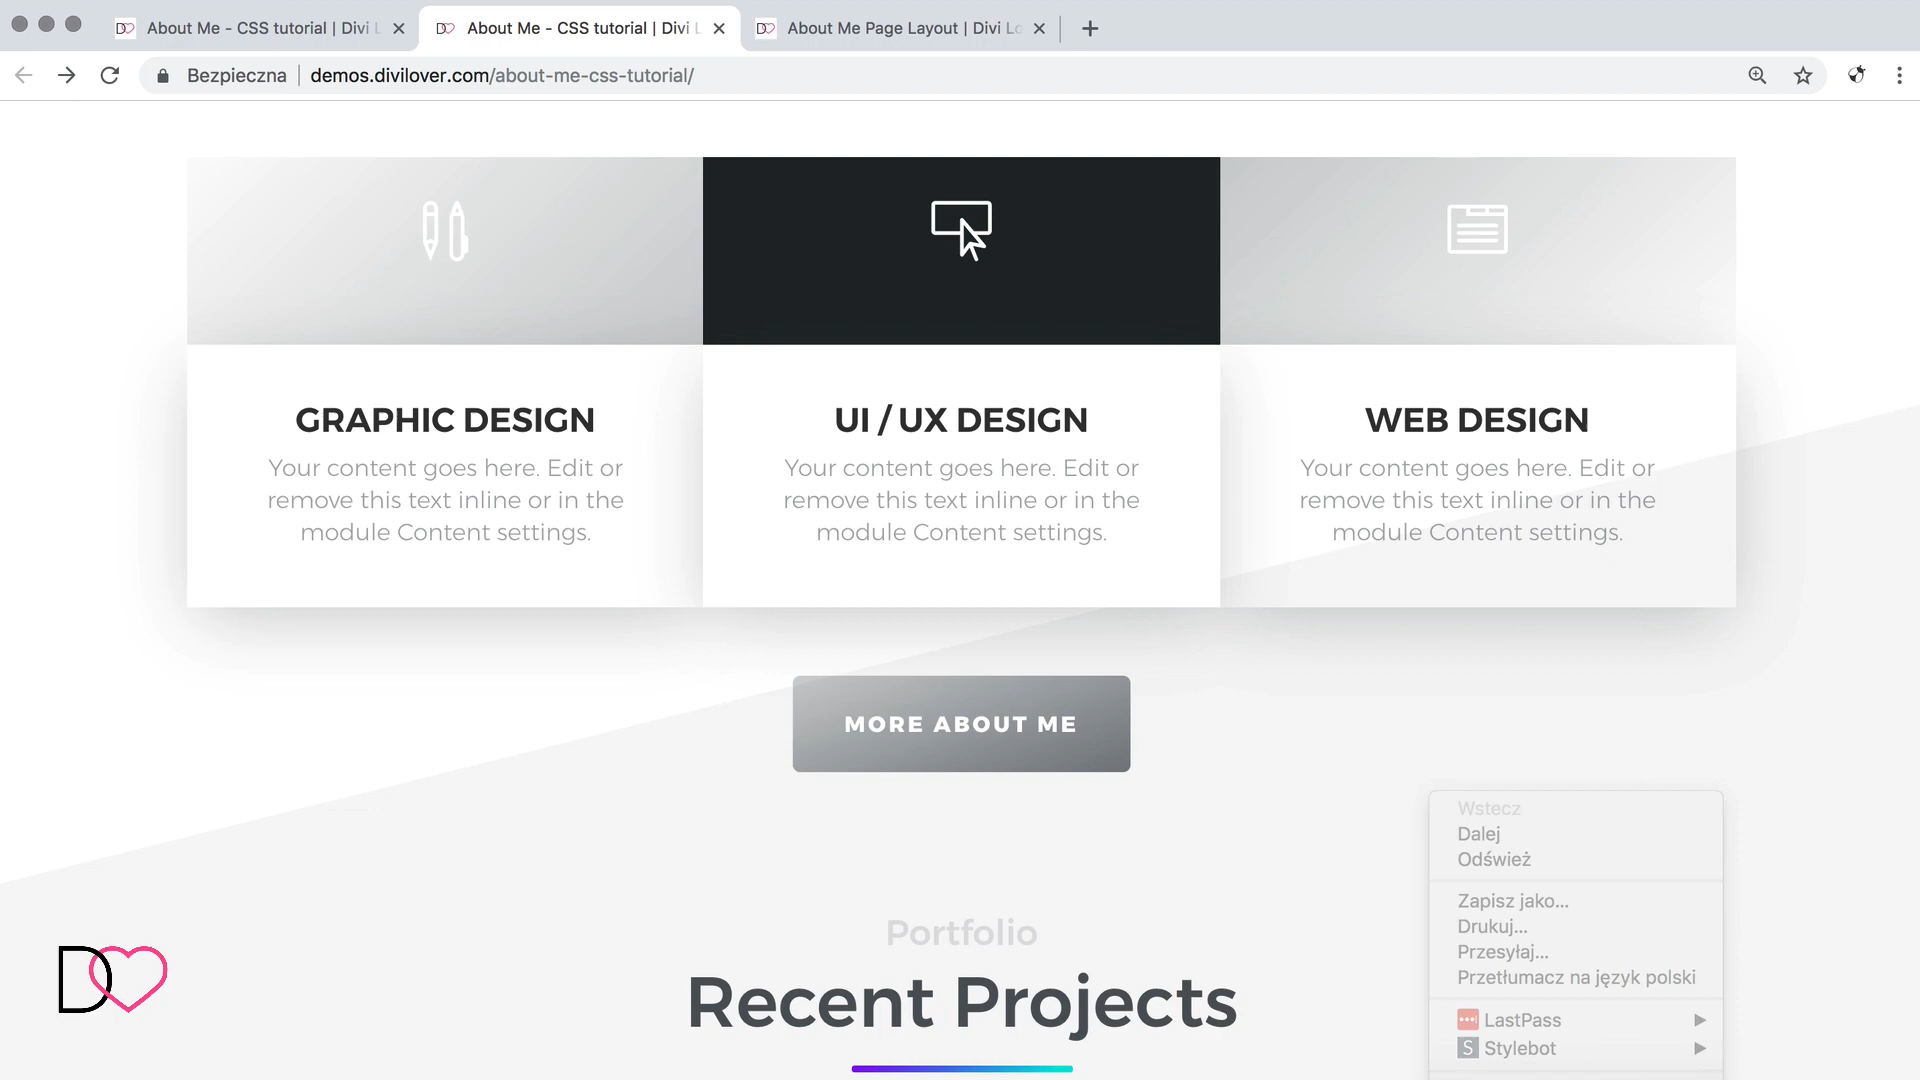 About Me - CSS tutorial | Divi L
About Me - CSS tutorial | Divi L
About Me Page Layout | Divi Lo
Bezpieczna
demos.divilover.com/about-me-css-tutorial/
GRAPHIC DESIGN
Your content goes here. Edit or
remove this text inline or in the
module Content settings.
UI / UX DESIGN
Your content goes here. Edit or
remove this text inline or in the
module Content settings.
WEB DESIGN
Your content goes here. Edit or
remove this text inline or in the
module Content settings.
MORE ABOUT ME
Portfolio
Recent Projects
D
Wstecz
Dalej
Odśwież
Zapisz jako...
Drukuj...
Przesyłaj...
Przetłumacz na język polski
LastPass
S Stylebot